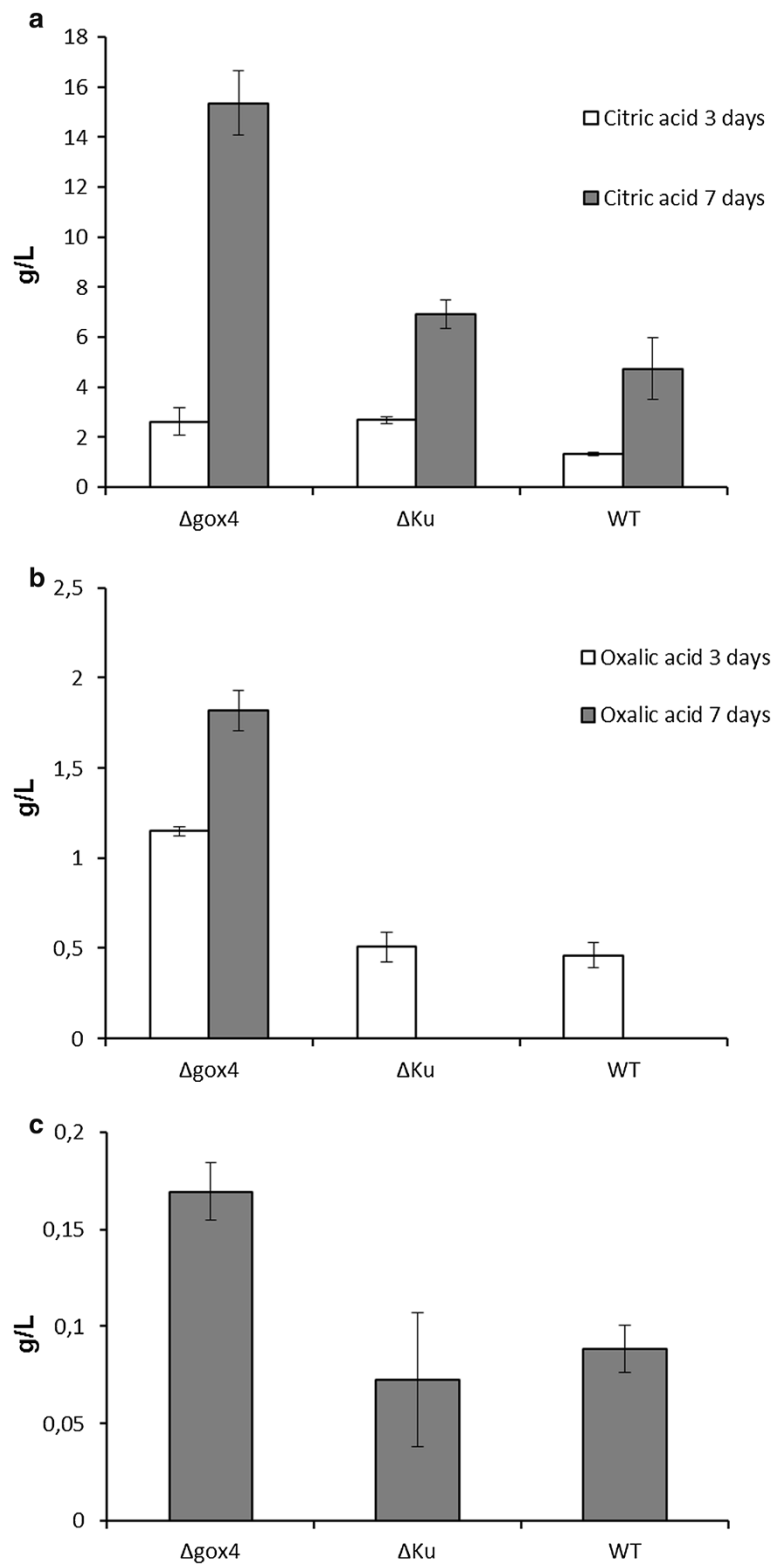 a
18
16
14
12
10
8
6
4
2
0
g/L
Citric acid 3 days
Citric acid 7 days
Δgox4 ΔKu WT
b
2,5
2
1,5
1
0,5
0
g/L
Oxalic acid 3 days
Oxalic acid 7 days
Δgox4 ΔKu WT
c
0,2
0,15
0,1
0,05
0
g/L
Δgox4 ΔKu WT